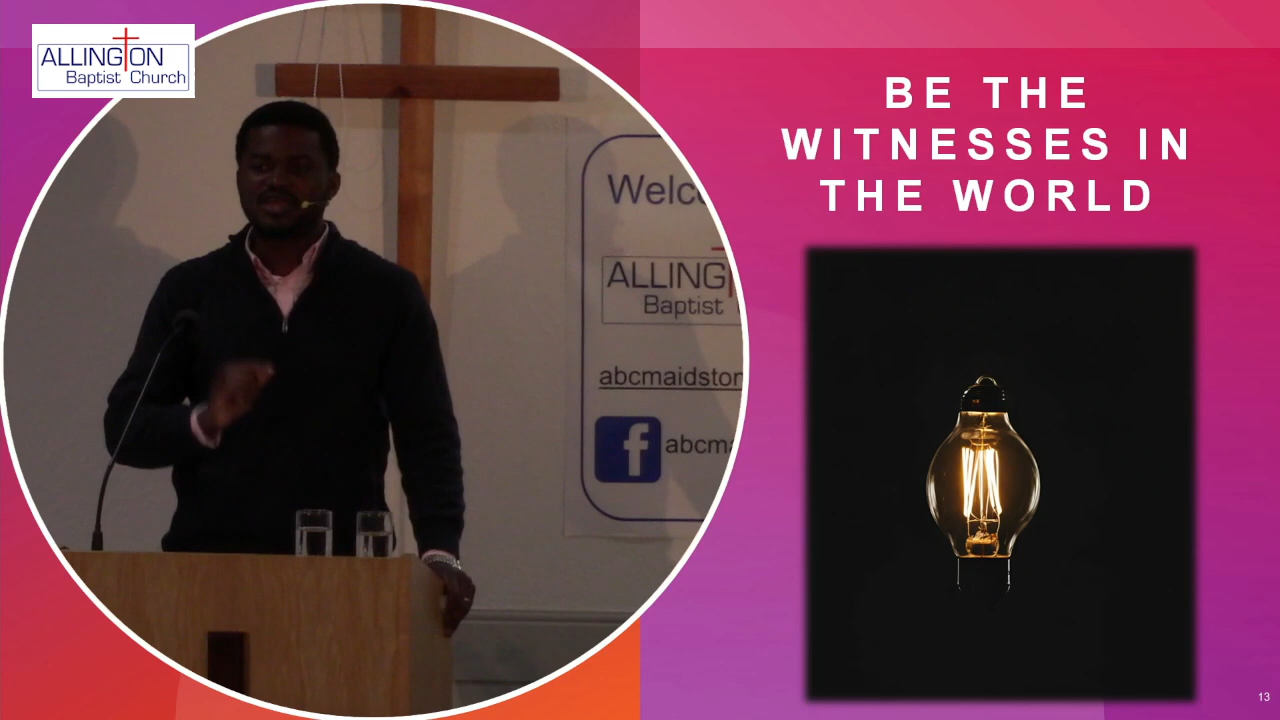 ALLINGTON
Baptist Church
BE THE
WITNESSES IN
THE WORLD
Welc
ALLING
Baptist
abcmaidston
f
abcm
13